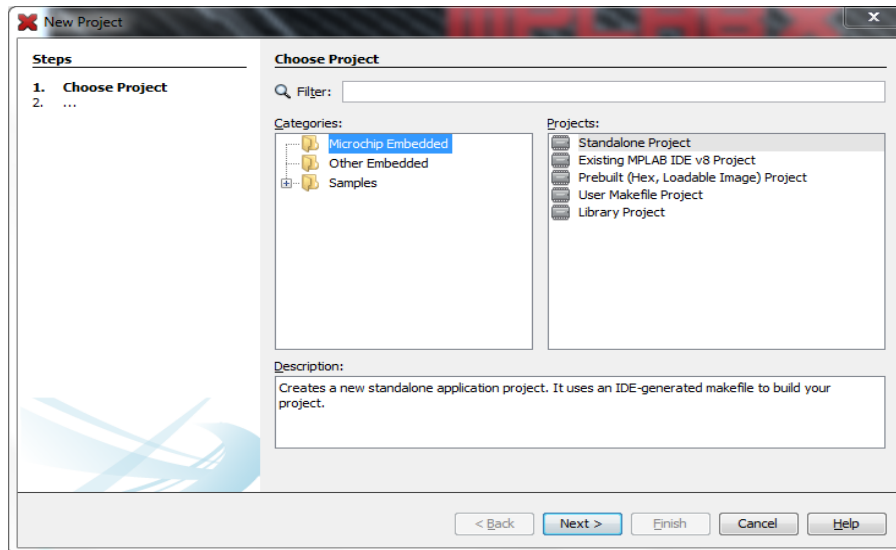 New Project
MPLAB X
Steps
1. Choose Project
2. ...
Choose Project
Filter:
Categories:
Microchip Embedded
Other Embedded
Samples
Projects:
Standalone Project
Existing MPLAB IDE v8 Project
Prebuilt (Hex, Loadable Image) Project
User Makefile Project
Library Project
Description:
Creates a new standalone application project. It uses an IDE-generated makefile to build your
project.
< Back
Next >
Finish
Cancel
Help